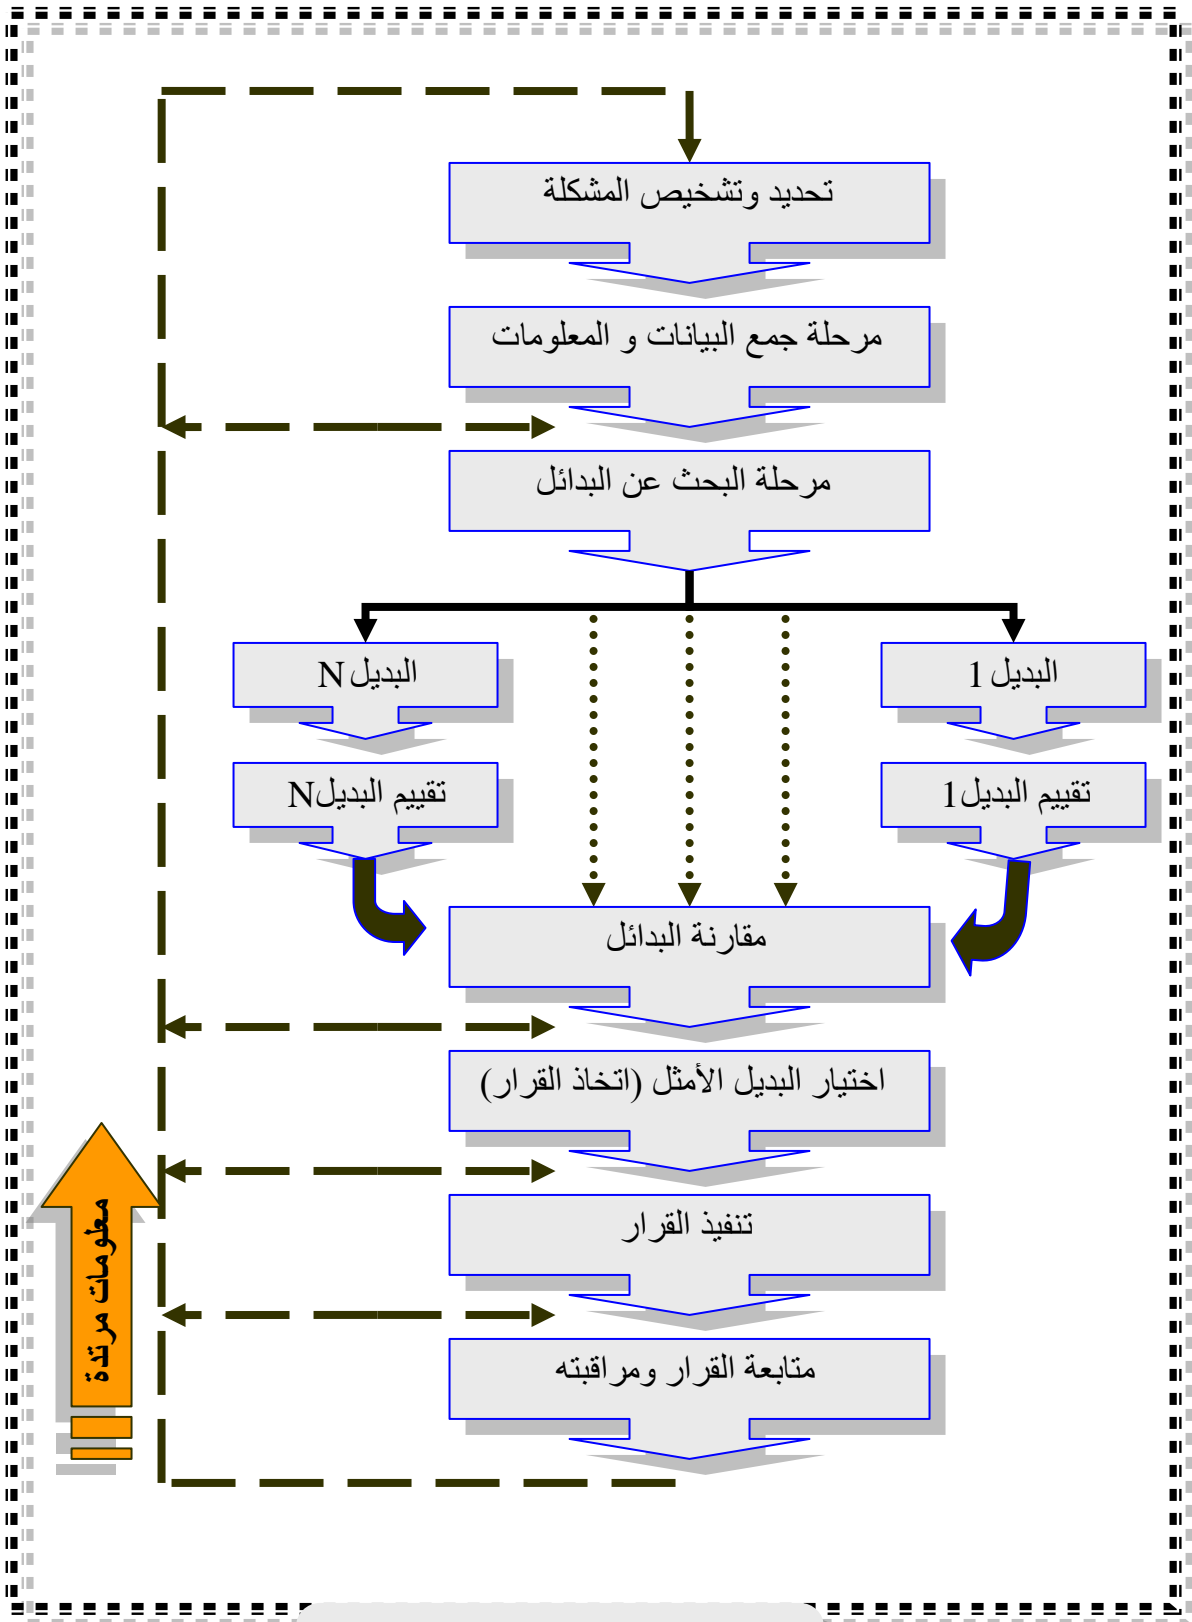 تحديد وتشخيص المشكلة
مرحلة جمع البيانات و المعلومات
مرحلة البحث عن البدائل
البديل 1
البديل N
تقييم البديل 1
تقييم البديل N
مقارنة البدائل
اختيار البديل الأمثل (اتخاذ القرار)
تنفيذ القرار
متابعة القرار ومراقبته
معلومات مرتدة